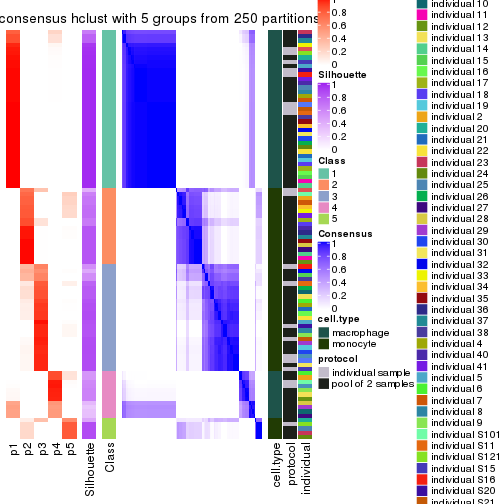 consensus hclust with 5 groups from 250 partitions
0.8
0.6
0.4
0.2
0
Silhouette
1
0.8
0.6
0.4
0.2
0
Class
1
2
3
4
5
Consensus
1
0.8
0.6
0.4
0.2
0
cell.type
macrophage
monocyte
protocol
individual sample
pool of 2 samples
individual 10
individual 11
individual 12
individual 13
individual 14
individual 15
individual 16
individual 17
individual 18
individual 19
individual 2
individual 20
individual 21
individual 22
individual 23
individual 24
individual 25
individual 26
individual 27
individual 28
individual 29
individual 30
individual 31
individual 32
individual 33
individual 34
individual 35
individual 36
individual 37
individual 38
individual 4
individual 40
individual 41
individual 5
individual 6
individual 7
individual 8
individual 9
individual S101
individual S11
individual S121
individual S15
individual S16
individual S20
individual S21
p1
p2
p3
p4
p5
Silhouette
Class
cell.type
protocol
individual